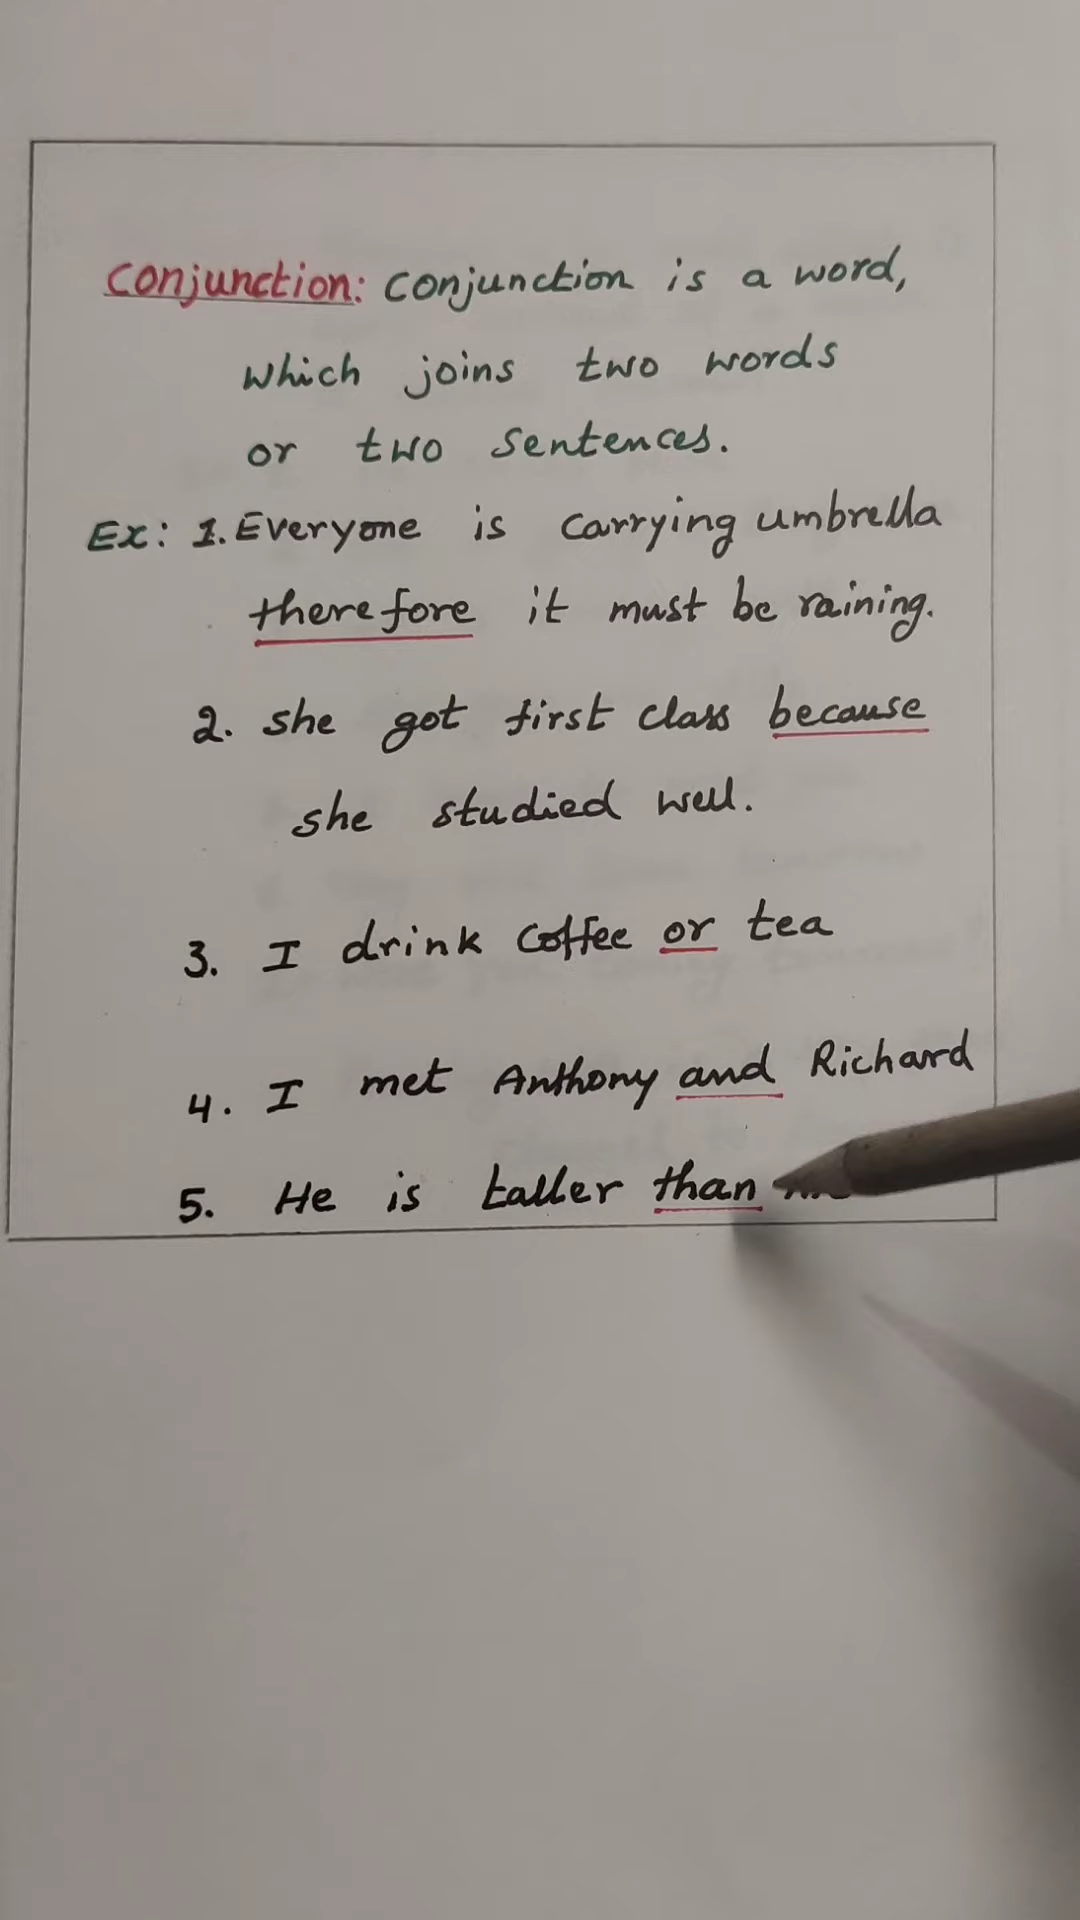 Conjunction: Conjunction is a word,
which joins two words
or two sentences.
Ex: 1. Everyone is carrying umbrella
therefore it must be raining.
2. she got first class because
she studied well.
3. I drink Coffee or tea
4. I met Anthony and Richard
5. He is taller than